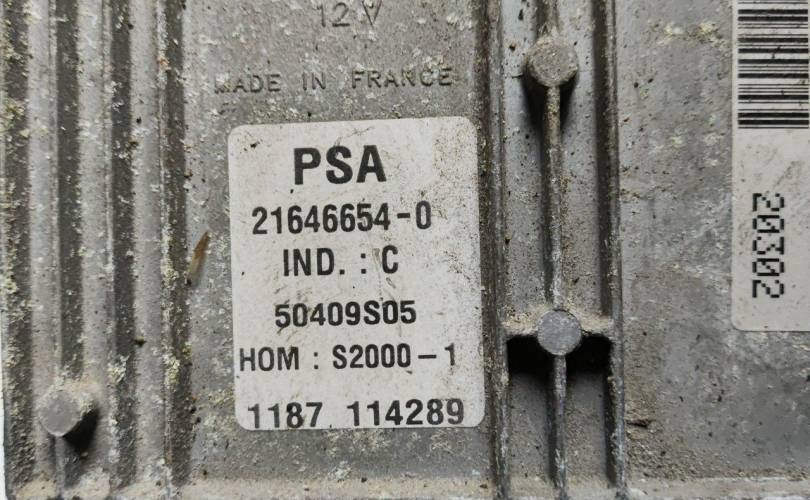 12 V
MADE IN FRANCE
PSA
21646654-0
IND. : C
50409S05
HOM : S2000-1
1187 114289
20302